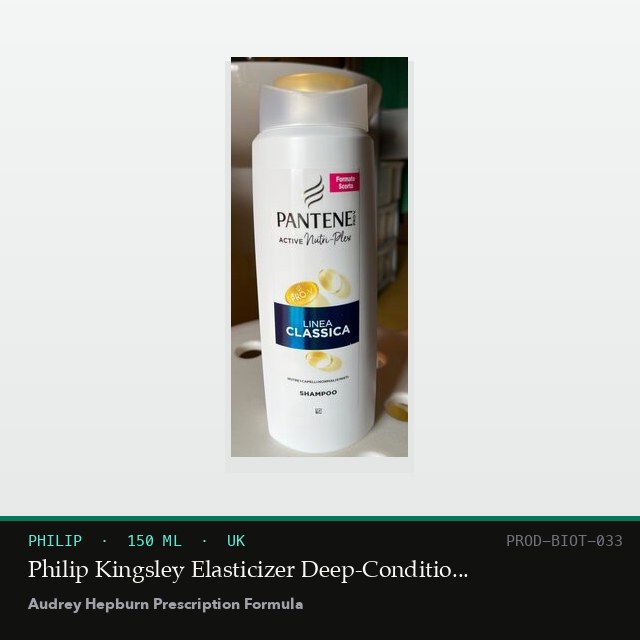 Formato
Scorta
PANTENE
ACTIVE Nutri-Plex
PRO-V
LINEA
CLASSICA
SHAMPOO
PHILIP · 150 ML · UK
PROD-BIOT-033
Philip Kingsley Elasticizer Deep-Conditio...
Audrey Hepburn Prescription Formula